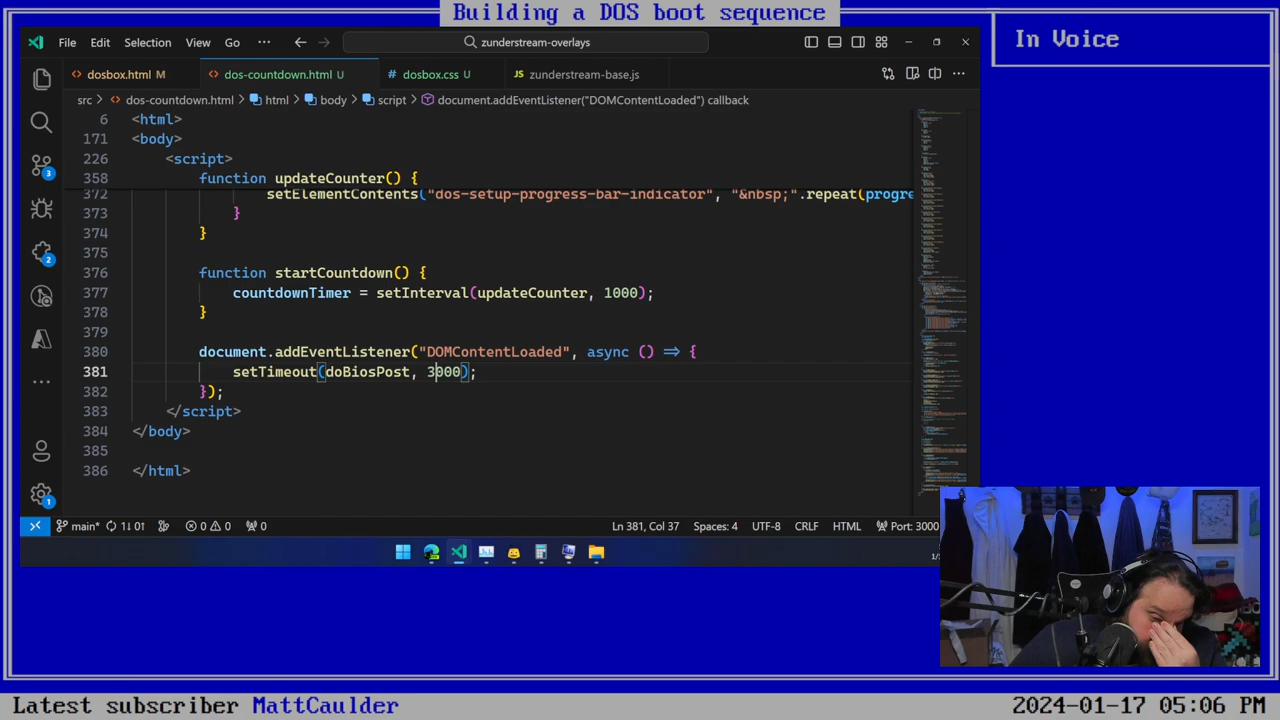 Building a DOS boot sequence
In Voice
File Edit Selection View Go ··· zunderstream-overlays
dosbox.html M dos-countdown.html U dosbox.css U JS zunderstream-base.js
src > dos-countdown.html > html > body > script > document.addEventListener("DOMContentLoaded") callback
6 <html>
171 <body>
226 <script>
358 function updateCounter() {
372 setElementContents("dos-setup-progress-bar-indicator", "&nbsp;".repeat(progre
373 }
374 }
375
376 function startCountdown() {
377 countdownTimer = setInterval(updateCounter, 1000);
378 }
379
380 document.addEventListener("DOMContentLoaded", async () => {
381 setTimeout(doBiosPost, 000);
382 });
383 </script>
384 </body>
385
386 </html>
main* 0 0 0 Ln 381, Col 37 Spaces: 4 UTF-8 CRLF HTML Port: 3000
Latest subscriber MattCaulder 2024-01-17 05:06 PM